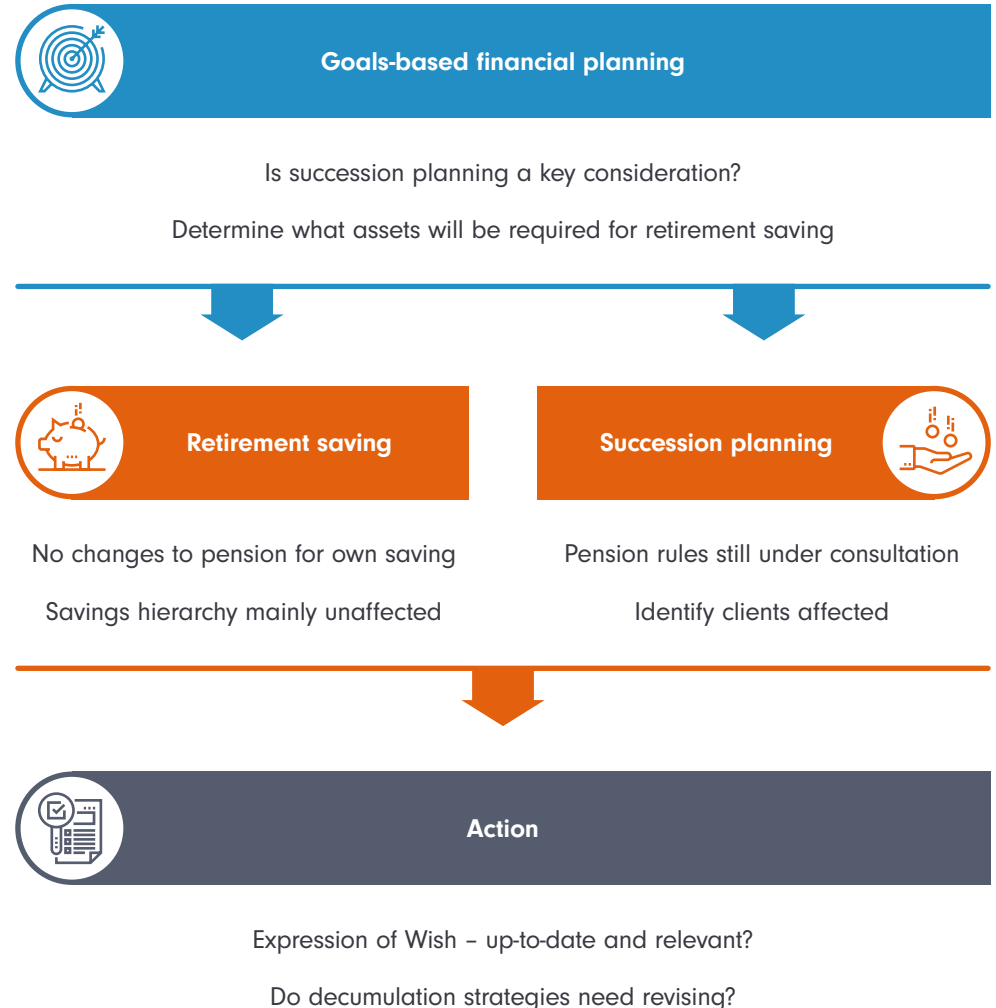 Goals-based financial planning
Is succession planning a key consideration?
Determine what assets will be required for retirement saving
Retirement saving
No changes to pension for own saving
Savings hierarchy mainly unaffected
Succession planning
Pension rules still under consultation
Identify clients affected
Action
Expression of Wish – up-to-date and relevant?
Do decumulation strategies need revising?